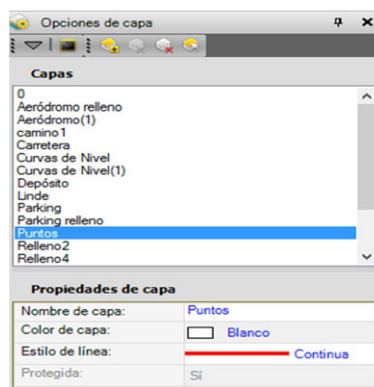 Opciones de capa
Capas
0
Aeródromo relleno
Aeródromo(1)
camino1
Carretera
Curvas de Nivel
Curvas de Nivel(1)
Depósito
Linde
Parking
Parking relleno
Puntos
Relleno2
Relleno4
Propiedades de capa
Nombre de capa: Puntos
Color de capa: Blanco
Estilo de línea: Continua
Protegida: Sí